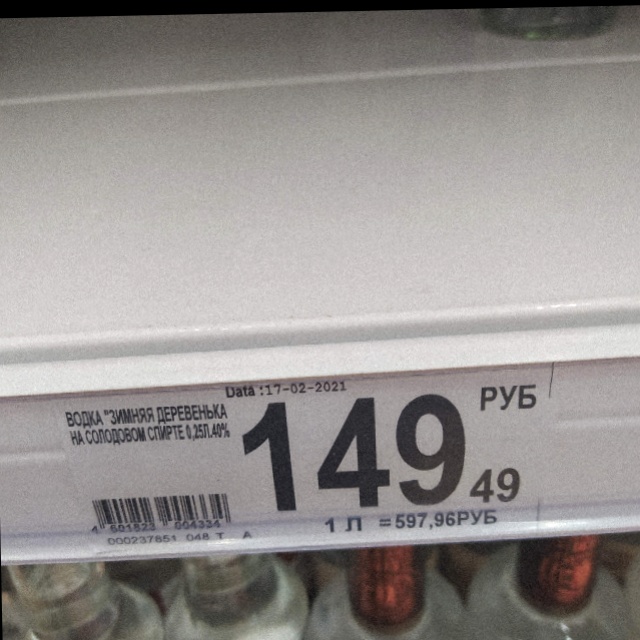 Data :17-02-2021
ВОДКА "ЗИМНЯЯ ДЕРЕВЕНЬКА
НА СОЛОДОВОМ СПИРТЕ 0,25Л.40%
149 49 РУБ
1 Л =597,96РУБ
000237851 048 Т А